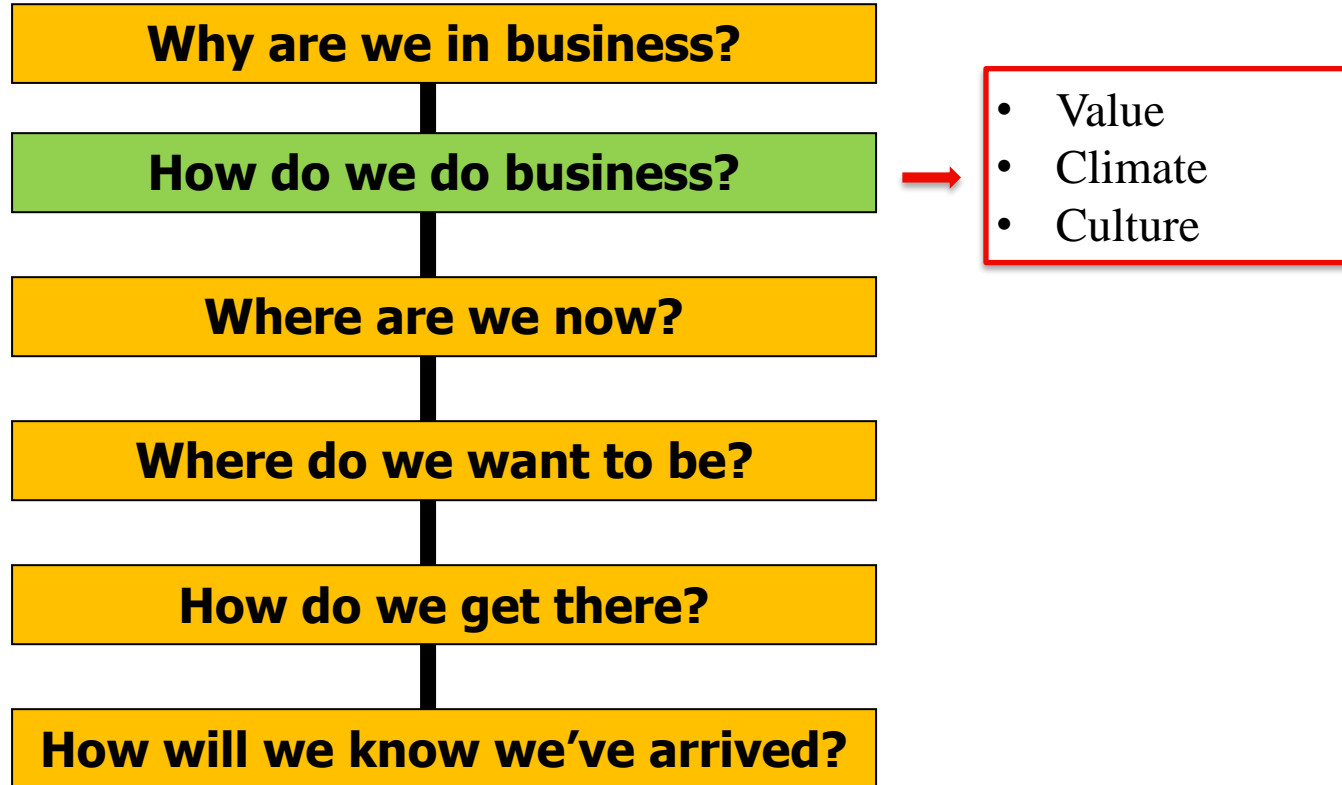 Why are we in business?
How do we do business?
• Value
• Climate
• Culture
Where are we now?
Where do we want to be?
How do we get there?
How will we know we’ve arrived?